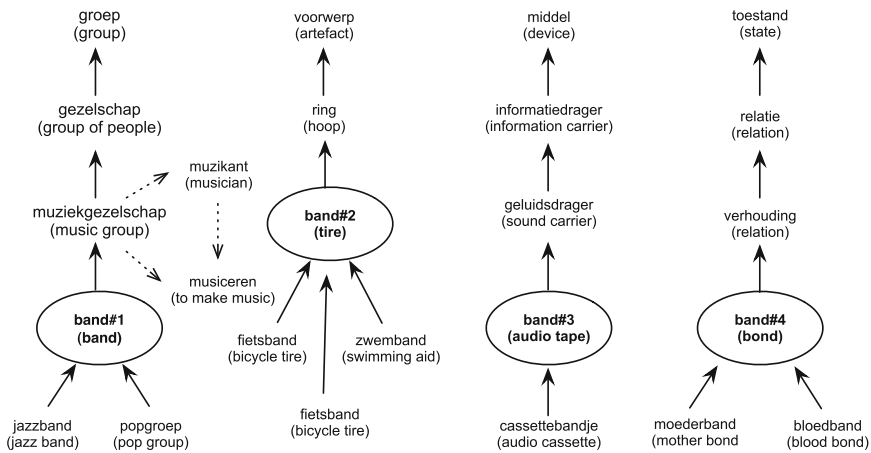 groep
(group)
gezelschap
(group of people)
muziekgezelschap
(music group)
muzikant
(musician)
musiceren
(to make music)
band#1
(band)
jazzband
(jazz band)
popgroep
(pop group)
voorwerp
(artefact)
ring
(hoop)
band#2
(tire)
fietsband
(bicycle tire)
zwemband
(swimming aid)
fietsband
(bicycle tire)
middel
(device)
informatiedrager
(information carrier)
geluidsdrager
(sound carrier)
band#3
(audio tape)
cassettebandje
(audio cassette)
toestand
(state)
relatie
(relation)
verhouding
(relation)
band#4
(bond)
moederband
(mother bond
bloedband
(blood bond)